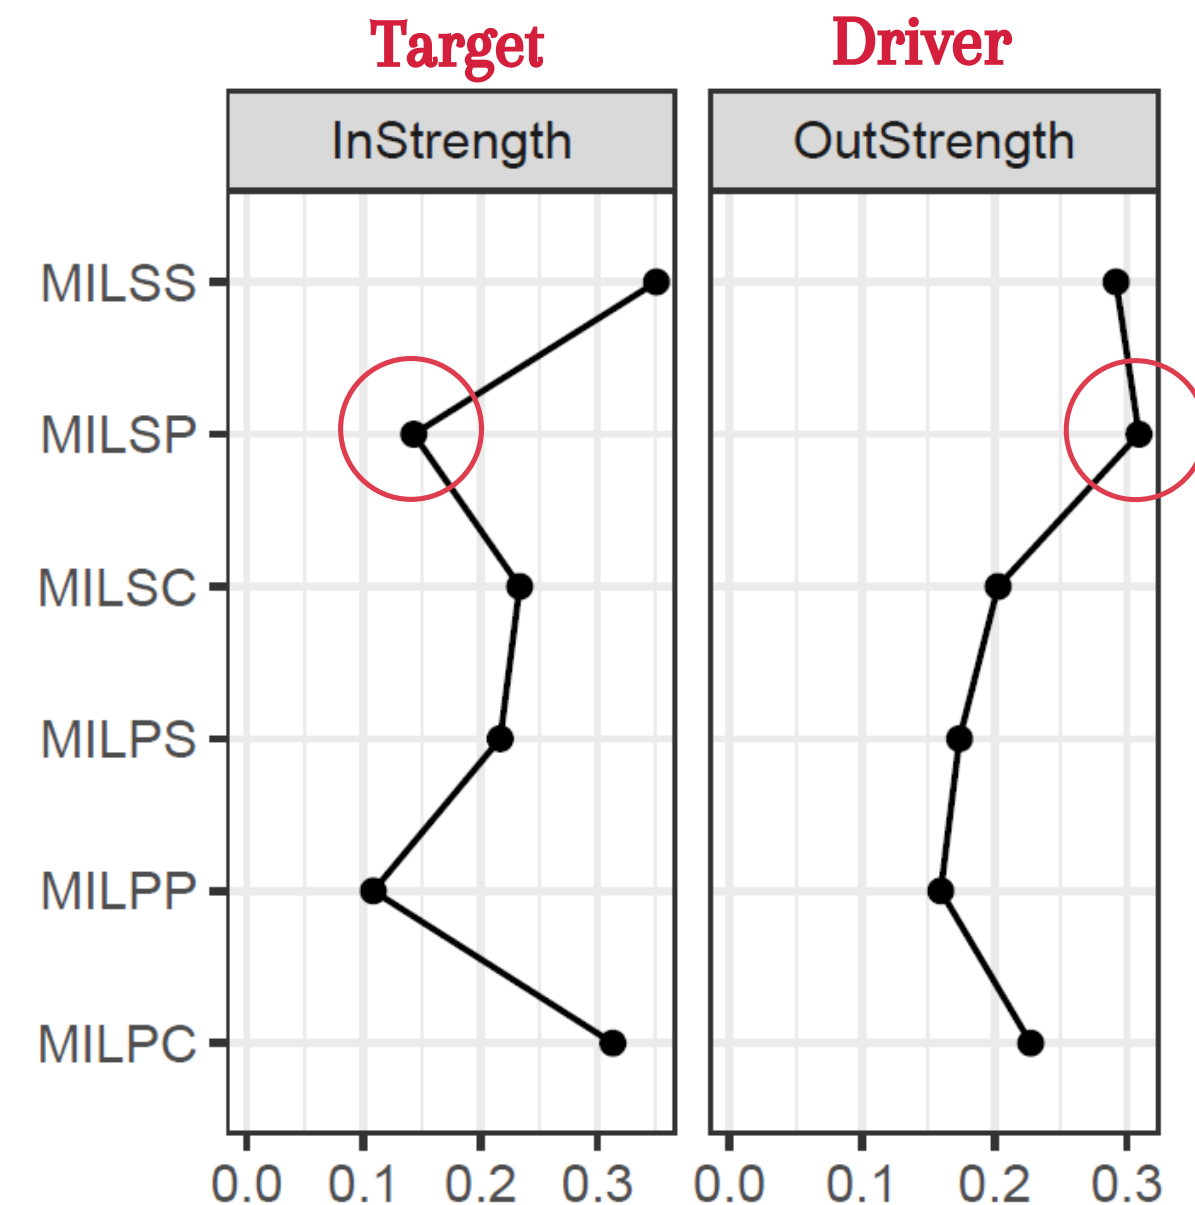 Target Driver
InStrength OutStrength
MILSS
MILSP
MILSC
MILPS
MILPP
MILPC
0.0 0.1 0.2 0.3 0.0 0.1 0.2 0.3